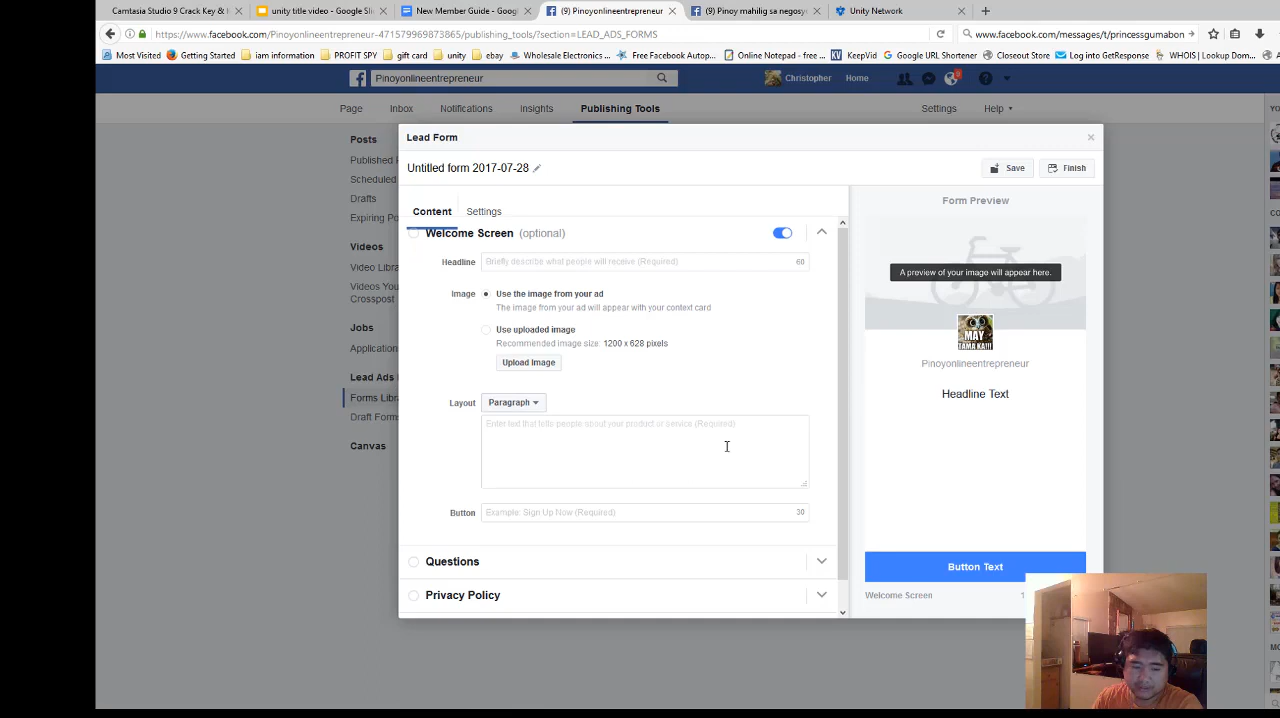 Camtasia Studio 9 Crack Key & 
unity title video - Google Sli
New Member Guide - Google
(9) Pinoyonlineentrepreneur
(9) Pinoy mahilig sa negosy
Unity Network
https://www.facebook.com/Pinoyonlineentrepreneur-471579969873865/publishing_tools/?section=LEAD_ADS_FORMS
www.facebook.com/messages/t/princessgumabon
Most Visited
Getting Started
iam information
PROFIT SPY
gift card
unity
ebay
Wholesale Electronics
Free Facebook Autop...
Online Notepad - free ...
KeepVid
Google URL Shortener
Closeout Store
Log into GetResponse
WHOIS | Lookup Dom...
Pinoyonlineentrepreneur
Christopher
Home
Page
Inbox
Notifications
Insights
Publishing Tools
Settings
Help
Posts
Published P
Scheduled
Drafts
Expiring Po
Videos
Video Libra
Videos You
Crosspost
Jobs
Application
Lead Ads
Forms Libra
Draft Forms
Canvas
Lead Form
Untitled form 2017-07-28
Save
Finish
Content
Settings
Welcome Screen (optional)
Headline
Briefly describe what people will receive (Required)
60
Image
Use the image from your ad
The image from your ad will appear with your context card
Use uploaded image
Recommended image size: 1200 x 628 pixels
Upload Image
Layout
Paragraph
Enter text that tells people about your product or service (Required)
Button
Example: Sign Up Now (Required)
30
Questions
Privacy Policy
Form Preview
A preview of your image will appear here.
MAY
TAMA KA!!!
Pinoyonlineentrepreneur
Headline Text
Button Text
Welcome Screen